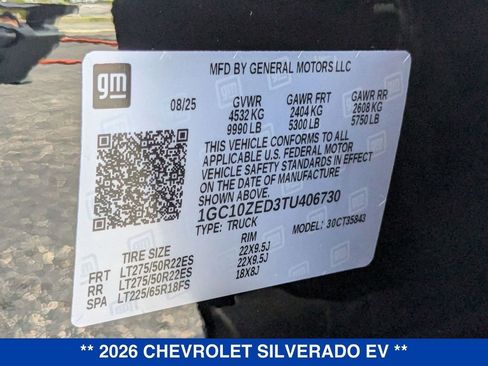 gm
MFD BY GENERAL MOTORS LLC
08/25 GVWR GAWR FRT GAWR RR
4532 KG 2404 KG 2608 KG
9990 LB 5300 LB 5750 LB
THIS VEHICLE CONFORMS TO ALL
APPLICABLE U.S. FEDERAL MOTOR
VEHICLE SAFETY STANDARDS IN EFFECT
ON THE DATE OF MANUFACTURE
SHOWN ABOVE
1GC10ZED3TU406730
TYPE: TRUCK MODEL: 30CT35843
TIRE SIZE RIM
FRT LT275/50R22ES 22X9.5J
RR LT275/50R22ES 22X9.5J
SPA LT225/65R18FS 18X8J
** 2026 CHEVROLET SILVERADO EV **